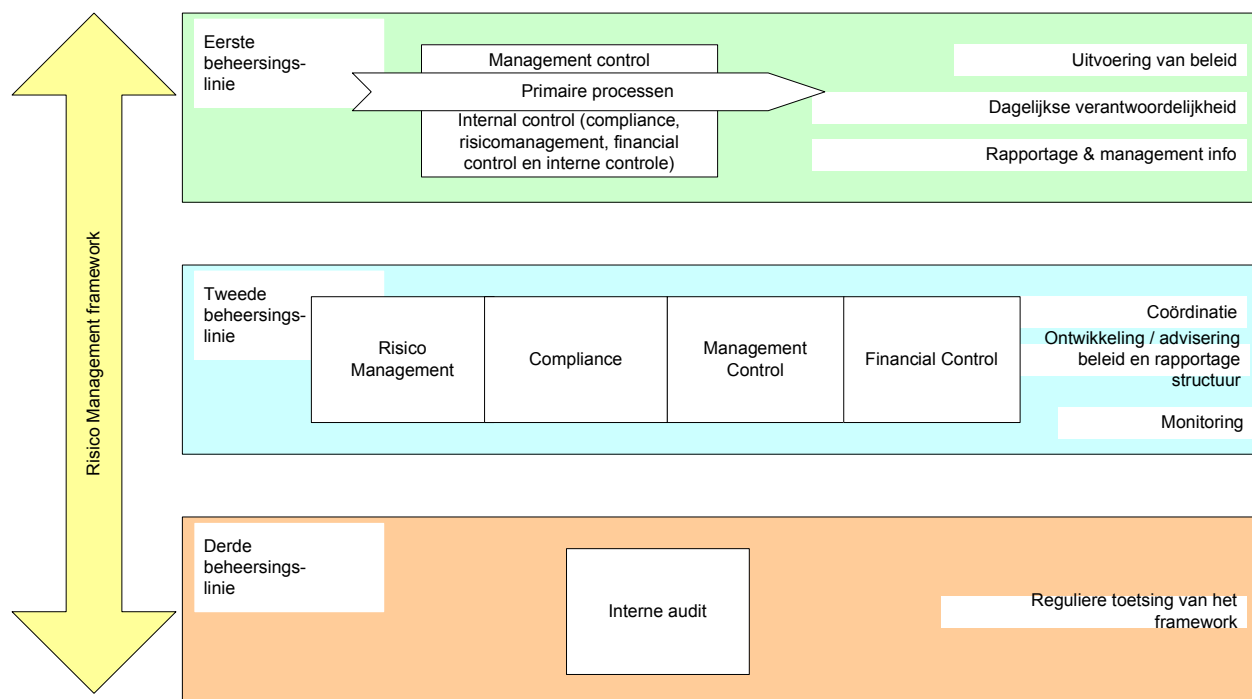 Risico Management framework
Eerste
beheersings-
linie
Management control
Primaire processen
Internal control (compliance,
risicomanagement, financial
control en interne controle)
Uitvoering van beleid
Dagelijkse verantwoordelijkheid
Rapportage & management info
Tweede
beheersings-
linie
Risico
Management
Compliance
Management
Control
Financial Control
Coördinatie
Ontwikkeling / advisering
beleid en rapportage
structuur
Monitoring
Derde
beheersings-
linie
Interne audit
Reguliere toetsing van het
framework